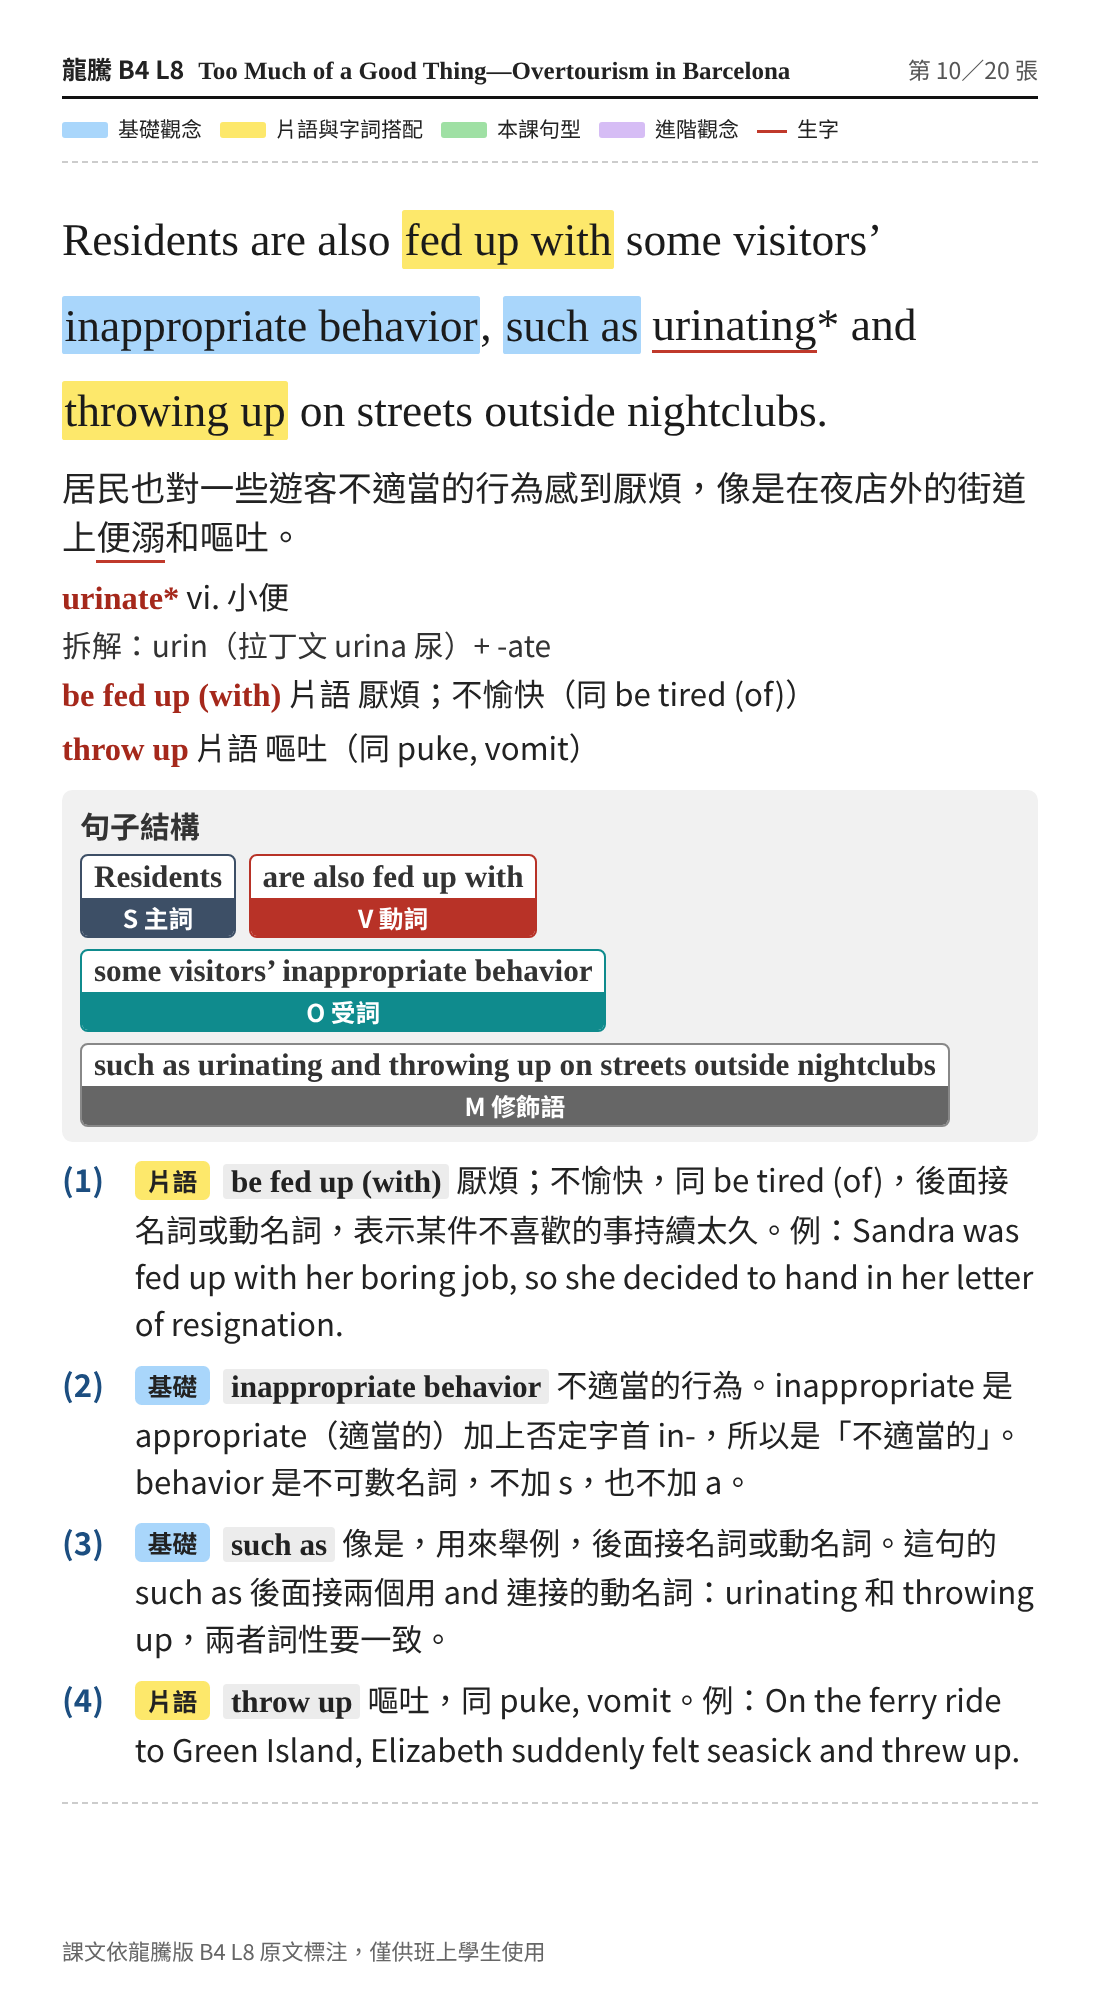 龍騰 B4 L8 Too Much of a Good Thing—Overtourism in Barcelona 第 10／20 張
基礎觀念 片語與字詞搭配 本課句型 進階觀念 生字
Residents are also fed up with some visitors’
inappropriate behavior, such as urinating* and
throwing up on streets outside nightclubs.
居民也對一些遊客不適當的行為感到厭煩，像是在夜店外的街道
上便溺和嘔吐。
urinate* vi. 小便
拆解：urin（拉丁文 urina 尿）+ -ate
be fed up (with) 片語 厭煩；不愉快（同 be tired (of)）
throw up 片語 嘔吐（同 puke, vomit）
句子結構
Residents are also fed up with
S 主詞 V 動詞
some visitors’ inappropriate behavior
O 受詞
such as urinating and throwing up on streets outside nightclubs
M 修飾語
(1) 片語 be fed up (with) 厭煩；不愉快，同 be tired (of)，後面接
名詞或動名詞，表示某件不喜歡的事持續太久。例：Sandra was
fed up with her boring job, so she decided to hand in her letter
of resignation.
(2) 基礎 inappropriate behavior 不適當的行為。inappropriate 是
appropriate（適當的）加上否定字首 in-，所以是「不適當的」。
behavior 是不可數名詞，不加 s，也不加 a。
(3) 基礎 such as 像是，用來舉例，後面接名詞或動名詞。這句的
such as 後面接兩個用 and 連接的動名詞：urinating 和 throwing
up，兩者詞性要一致。
(4) 片語 throw up 嘔吐，同 puke, vomit。例：On the ferry ride
to Green Island, Elizabeth suddenly felt seasick and threw up.
課文依龍騰版 B4 L8 原文標注，僅供班上學生使用